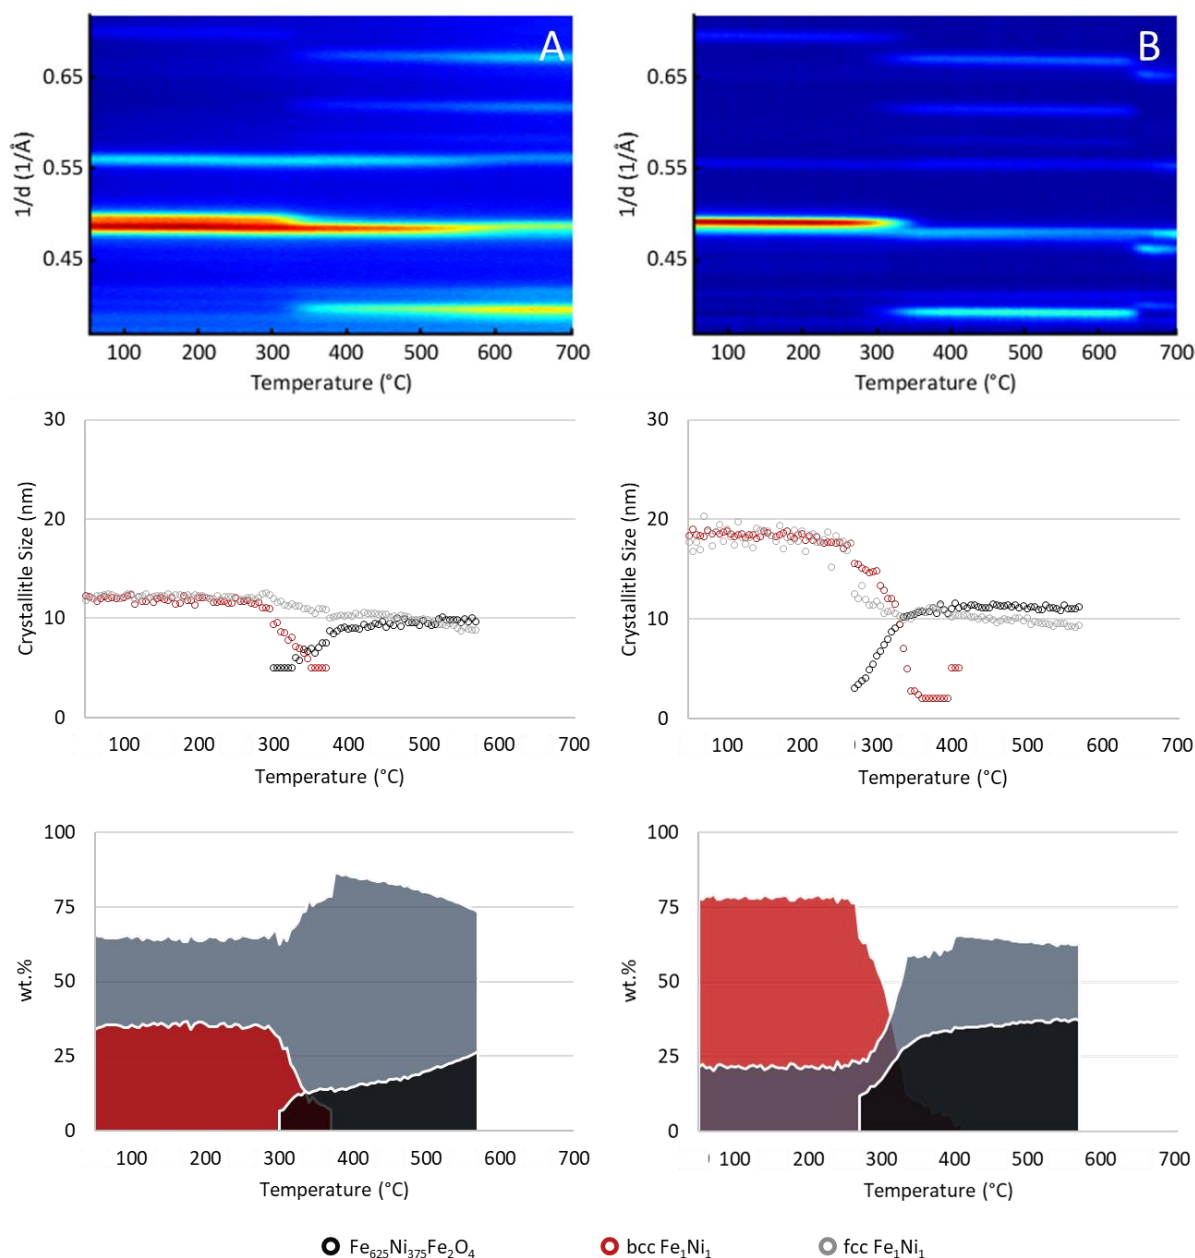 A
B
0.65
0.55
0.45
1/d (1/Å)
100 200 300 400 500 600 700
Temperature (°C)
0.65
0.55
0.45
1/d (1/Å)
100 200 300 400 500 600 700
Temperature (°C)
30
20
10
0
Crystallitle Size (nm)
100 200 300 400 500 600 700
Temperature (°C)
30
20
10
0
Crystallitle Size (nm)
100 200 300 400 500 600 700
Temperature (°C)
100
75
50
25
0
wt.%
100 200 300 400 500 600 700
Temperature (°C)
100
75
50
25
0
wt.%
100 200 300 400 500 600 700
Temperature (°C)
Fe₆₂₅Ni₃₇₅Fe₂O₄ bcc Fe₁Ni₁ fcc Fe₁Ni₁